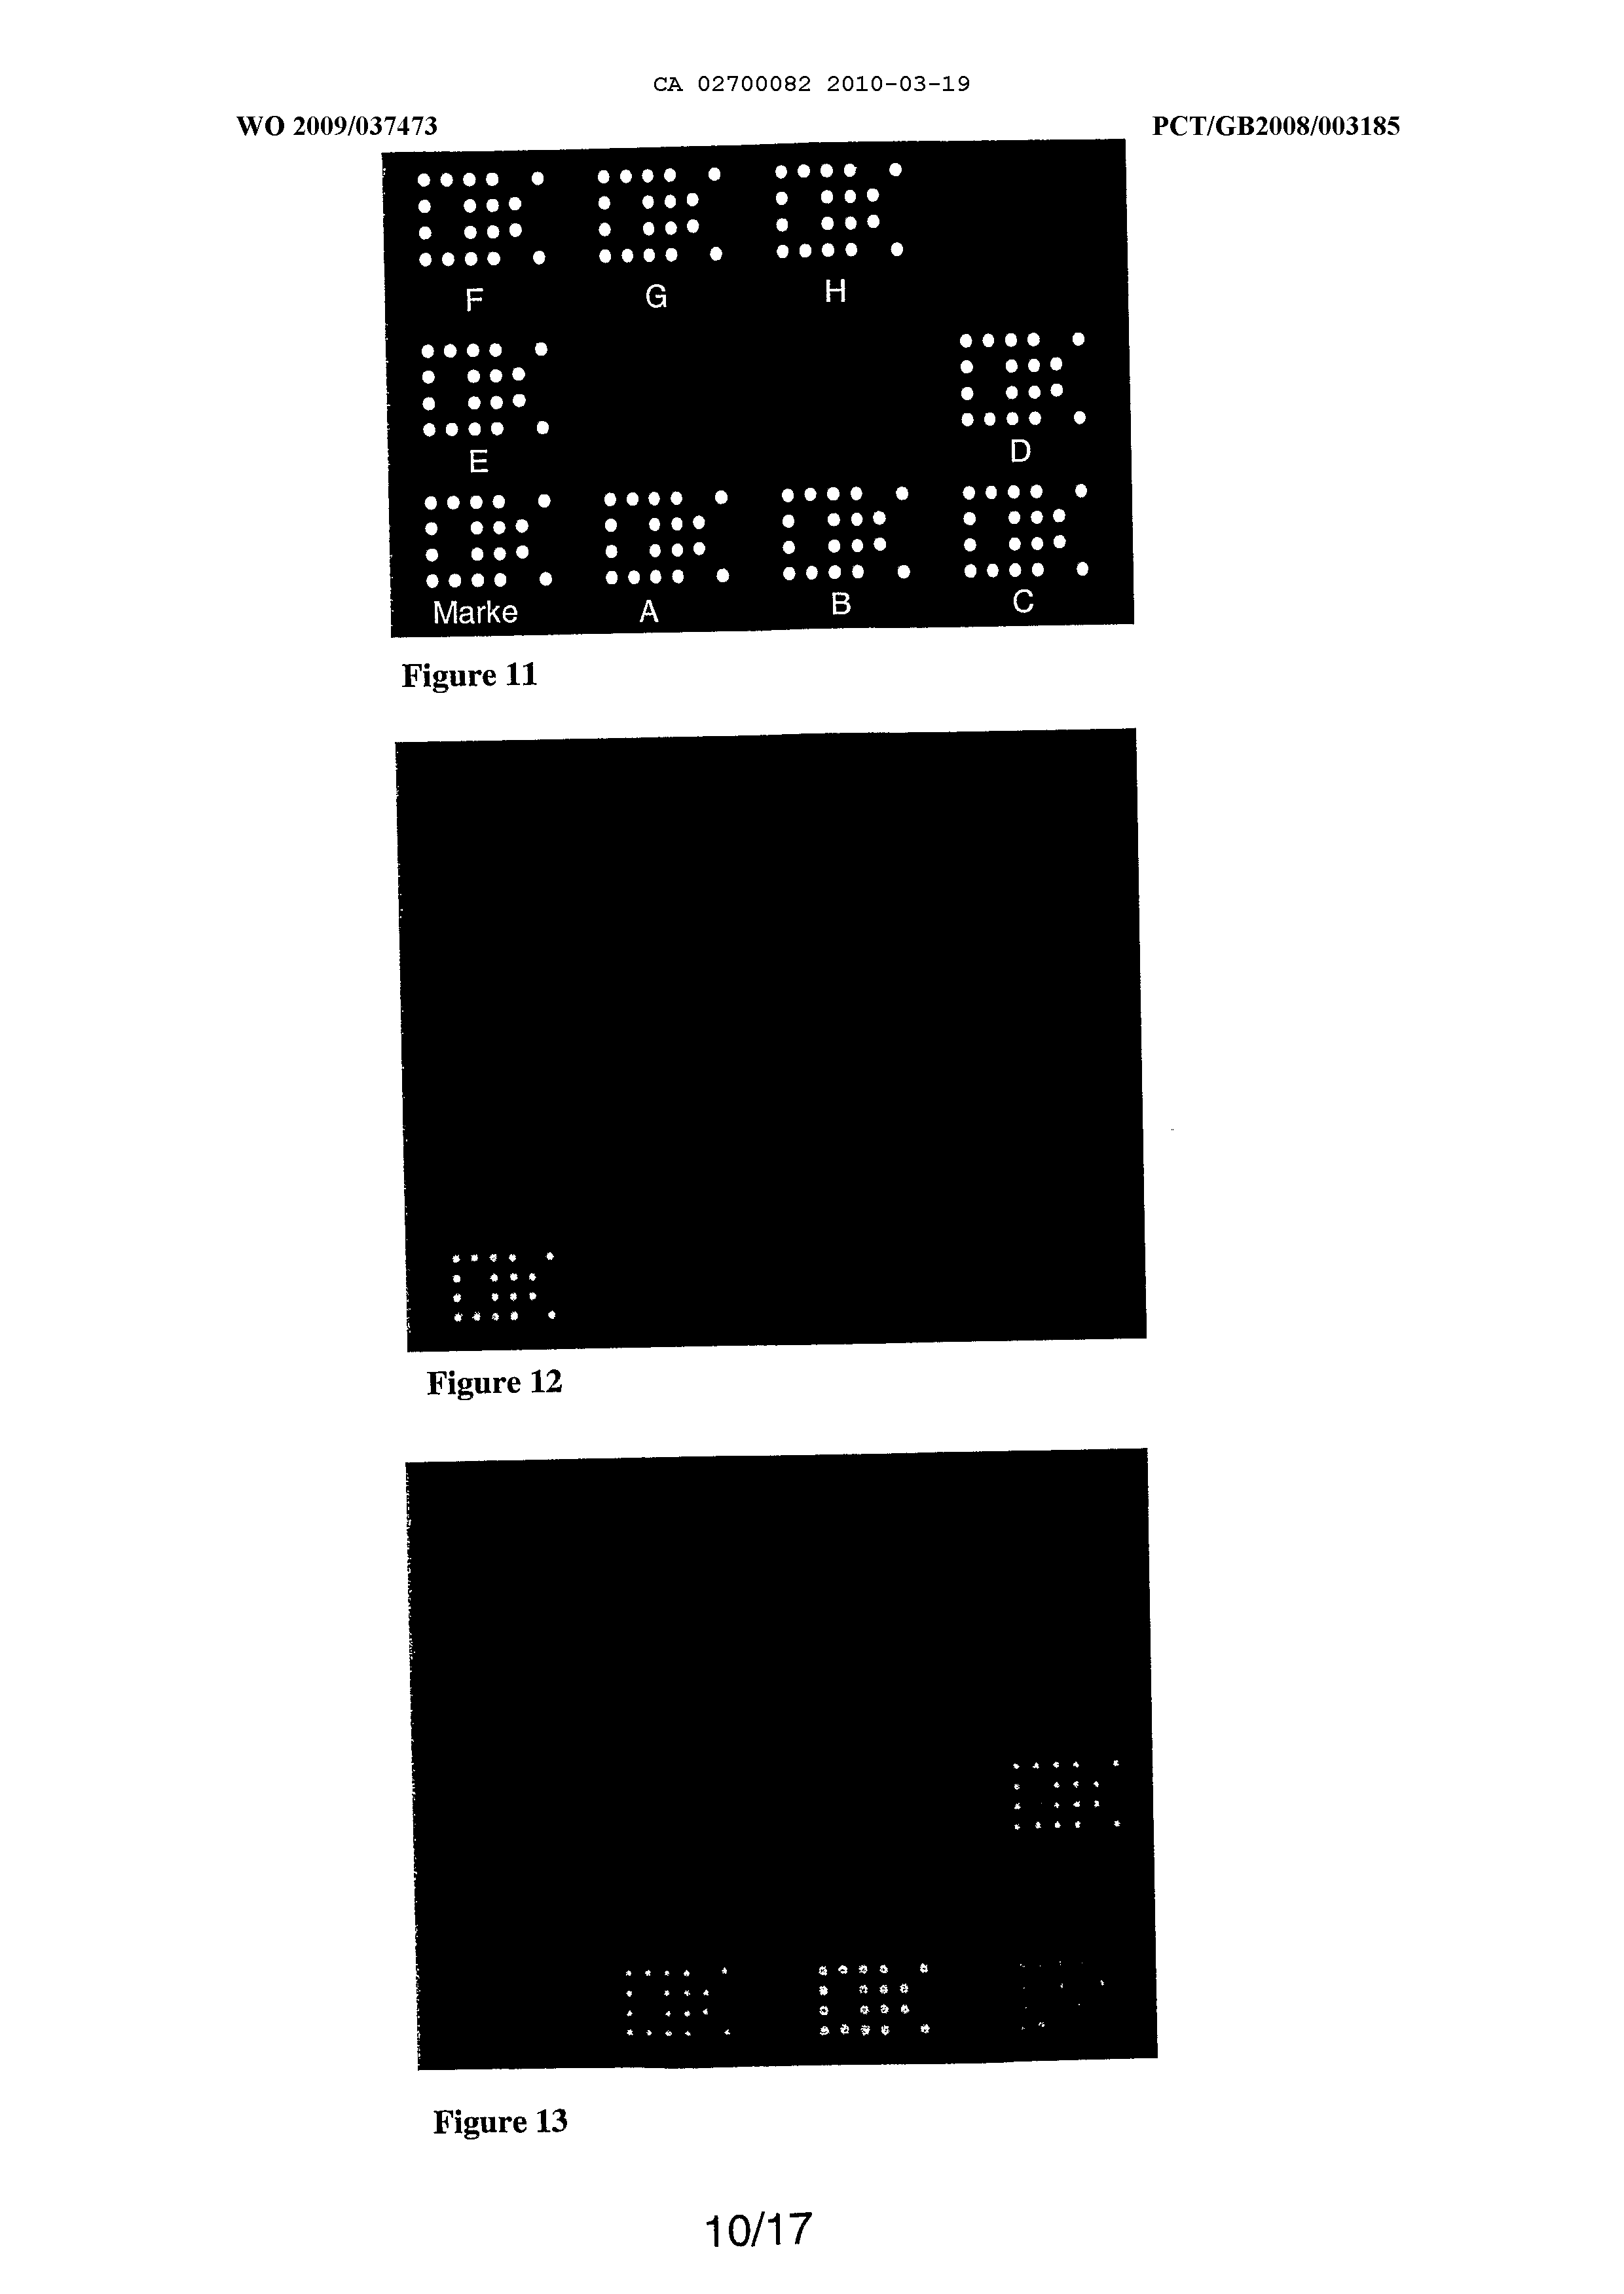 CA 02700082 2010-03-19
WO 2009/037473 PCT/GB2008/003185
F G H
E D
Marke A B C
Figure 11
Figure 12
Figure 13
10/17